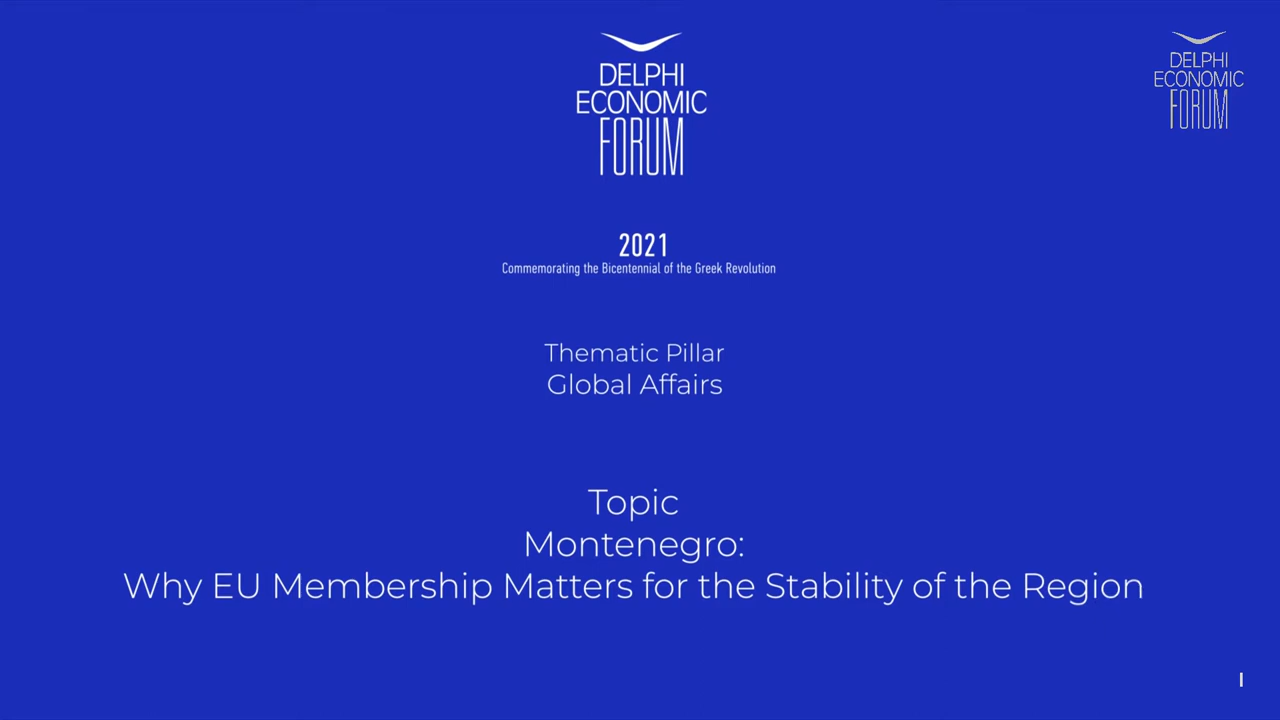 DELPHI
ECONOMIC
FORUM
DELPHI
ECONOMIC
FORUM
2021
Commemorating the Bicentennial of the Greek Revolution
Thematic Pillar
Global Affairs
Topic
Montenegro:
Why EU Membership Matters for the Stability of the Region
I